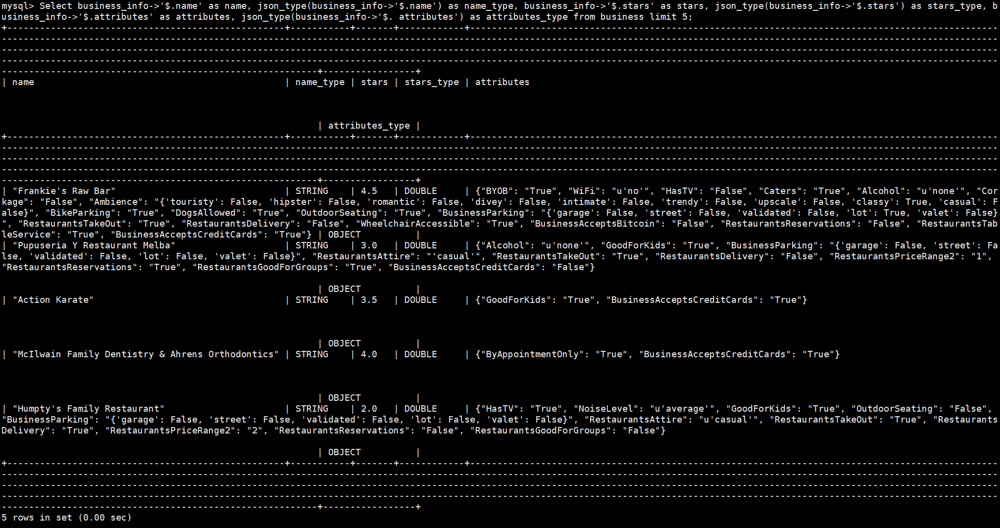 mysql> Select business_info->'$.name' as name, json_type(business_info->'$.name') as name_type, business_info->'$.stars' as stars, json_type(business_info->'$.stars') as stars_type, b
usiness_info->'$.attributes' as attributes, json_type(business_info->'$. attributes') as attributes_type from business limit 5;
+---------------------------------------------------+-----------+-------+------------+-------------------------------------------------------------------------------------------------
---------------------------------------------------------------------------------------------------------------------------------------------------------------------------------------
---------------------------------------------------------------------------------------------------------------------------------------------------------------------------------------
---------------------------------------------------------------------------------------------------------------------------------------------------------------------------------------
----------------------------------------------------------+-----------------+
| name                                              | name_type | stars | stars_type | attributes
| attributes_type |
+---------------------------------------------------+-----------+-------+------------+-------------------------------------------------------------------------------------------------
---------------------------------------------------------------------------------------------------------------------------------------------------------------------------------------
---------------------------------------------------------------------------------------------------------------------------------------------------------------------------------------
---------------------------------------------------------------------------------------------------------------------------------------------------------------------------------------
----------------------------------------------------------+-----------------+
| "Frankie's Raw Bar"                               | STRING    | 4.5   | DOUBLE     | {"BYOB": "True", "WiFi": "u'no'", "HasTV": "False", "Caters": "True", "Alcohol": "u'none'", "Cor
kage": "False", "Ambience": "{'touristy': False, 'hipster': False, 'romantic': False, 'divey': False, 'intimate': False, 'trendy': False, 'upscale': False, 'classy': True, 'casual': F
alse}", "BikeParking": "True", "DogsAllowed": "True", "OutdoorSeating": "True", "BusinessParking": "{'garage': False, 'street': False, 'validated': False, 'lot': True, 'valet': False}
", "RestaurantsTakeOut": "True", "RestaurantsDelivery": "False", "WheelchairAccessible": "True", "BusinessAcceptsBitcoin": "False", "RestaurantsReservations": "False", "RestaurantsTab
leService": "True", "BusinessAcceptsCreditCards": "True"} | OBJECT          |
| "Pupuseria Y Restaurant Melba"                    | STRING    | 3.0   | DOUBLE     | {"Alcohol": "u'none'", "GoodForKids": "True", "BusinessParking": "{'garage': False, 'street': Fa
lse, 'validated': False, 'lot': False, 'valet': False}", "RestaurantsAttire": "'casual'", "RestaurantsTakeOut": "True", "RestaurantsDelivery": "False", "RestaurantsPriceRange2": "1",
"RestaurantsReservations": "True", "RestaurantsGoodForGroups": "True", "BusinessAcceptsCreditCards": "False"}
| OBJECT          |
| "Action Karate"                                   | STRING    | 3.5   | DOUBLE     | {"GoodForKids": "True", "BusinessAcceptsCreditCards": "True"}
| OBJECT          |
| "McIlwain Family Dentistry & Ahrens Orthodontics" | STRING    | 4.0   | DOUBLE     | {"ByAppointmentOnly": "True", "BusinessAcceptsCreditCards": "True"}
| OBJECT          |
| "Humpty's Family Restaurant"                      | STRING    | 2.0   | DOUBLE     | {"HasTV": "True", "NoiseLevel": "u'average'", "GoodForKids": "True", "OutdoorSeating": "False",
"BusinessParking": "{'garage': False, 'street': False, 'validated': False, 'lot': False, 'valet': False}", "RestaurantsAttire": "u'casual'", "RestaurantsTakeOut": "True", "Restaurants
Delivery": "True", "RestaurantsPriceRange2": "2", "RestaurantsReservations": "False", "RestaurantsGoodForGroups": "False"}
| OBJECT          |
+---------------------------------------------------+-----------+-------+------------+-------------------------------------------------------------------------------------------------
---------------------------------------------------------------------------------------------------------------------------------------------------------------------------------------
---------------------------------------------------------------------------------------------------------------------------------------------------------------------------------------
---------------------------------------------------------------------------------------------------------------------------------------------------------------------------------------
----------------------------------------------------------+-----------------+
5 rows in set (0.00 sec)